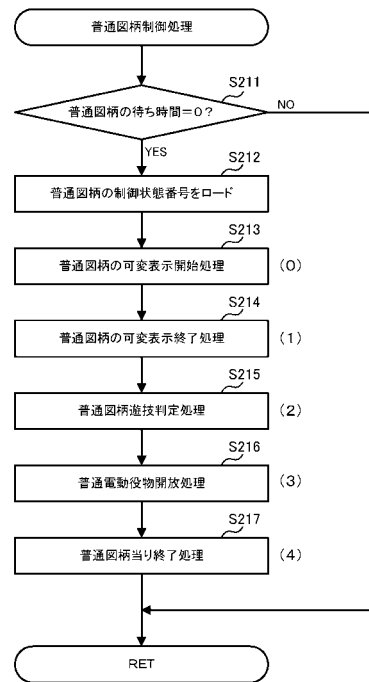 普通図柄制御処理
S211
普通図柄の待ち時間＝０？
NO
YES
S212
普通図柄の制御状態番号をロード
S213
普通図柄の可変表示開始処理
(０)
S214
普通図柄の可変表示終了処理
(１)
S215
普通図柄遊技判定処理
(２)
S216
普通電動役物開放処理
(３)
S217
普通図柄当り終了処理
(４)
RET